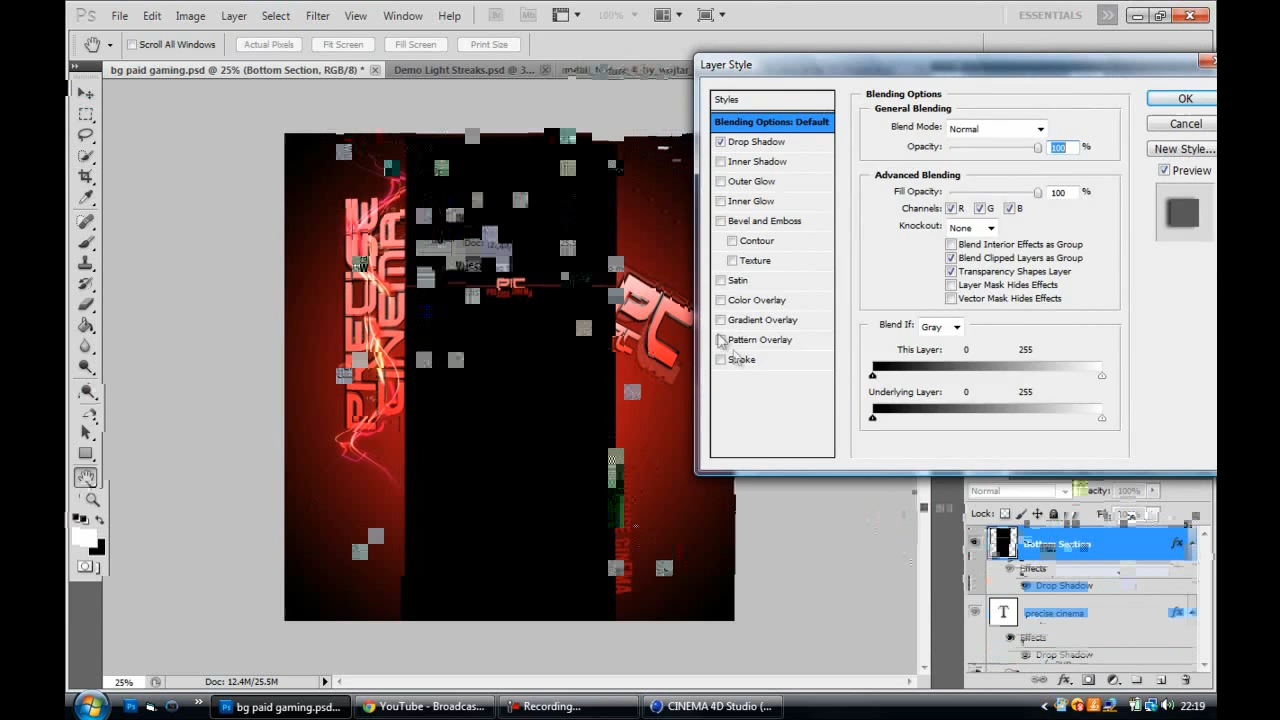 Ps File Edit Image Layer Select Filter View Window Help Br Mb 100% ESSENTIALS
Scroll All Windows Actual Pixels Fit Screen Fill Screen Print Size
bg paid gaming.psd @ 25% (Bottom Section, RGB/8) * Demo Light Streaks.psd @ 3...
Layer Style
Styles
Blending Options: Default
Drop Shadow
Inner Shadow
Outer Glow
Inner Glow
Bevel and Emboss
Contour
Texture
Satin
Color Overlay
Gradient Overlay
Pattern Overlay
Stroke
Blending Options
General Blending
Blend Mode: Normal
Opacity: 100 %
Advanced Blending
Fill Opacity: 100 %
Channels: R G B
Knockout: None
Blend Interior Effects as Group
Blend Clipped Layers as Group
Transparency Shapes Layer
Layer Mask Hides Effects
Vector Mask Hides Effects
Blend If: Gray
This Layer: 0 255
Underlying Layer: 0 255
OK
Cancel
New Style...
Preview
PRECISE
CINEMA
PC
Normal 100%
Lock:
Bottom Section fx
Effects
Drop Shadow
T precise cinema fx
Effects
Drop Shadow
25% Doc: 12.4M/25.5M
bg paid gaming.psd... YouTube - Broadcas... Recording... CINEMA 4D Studio (... 22:19